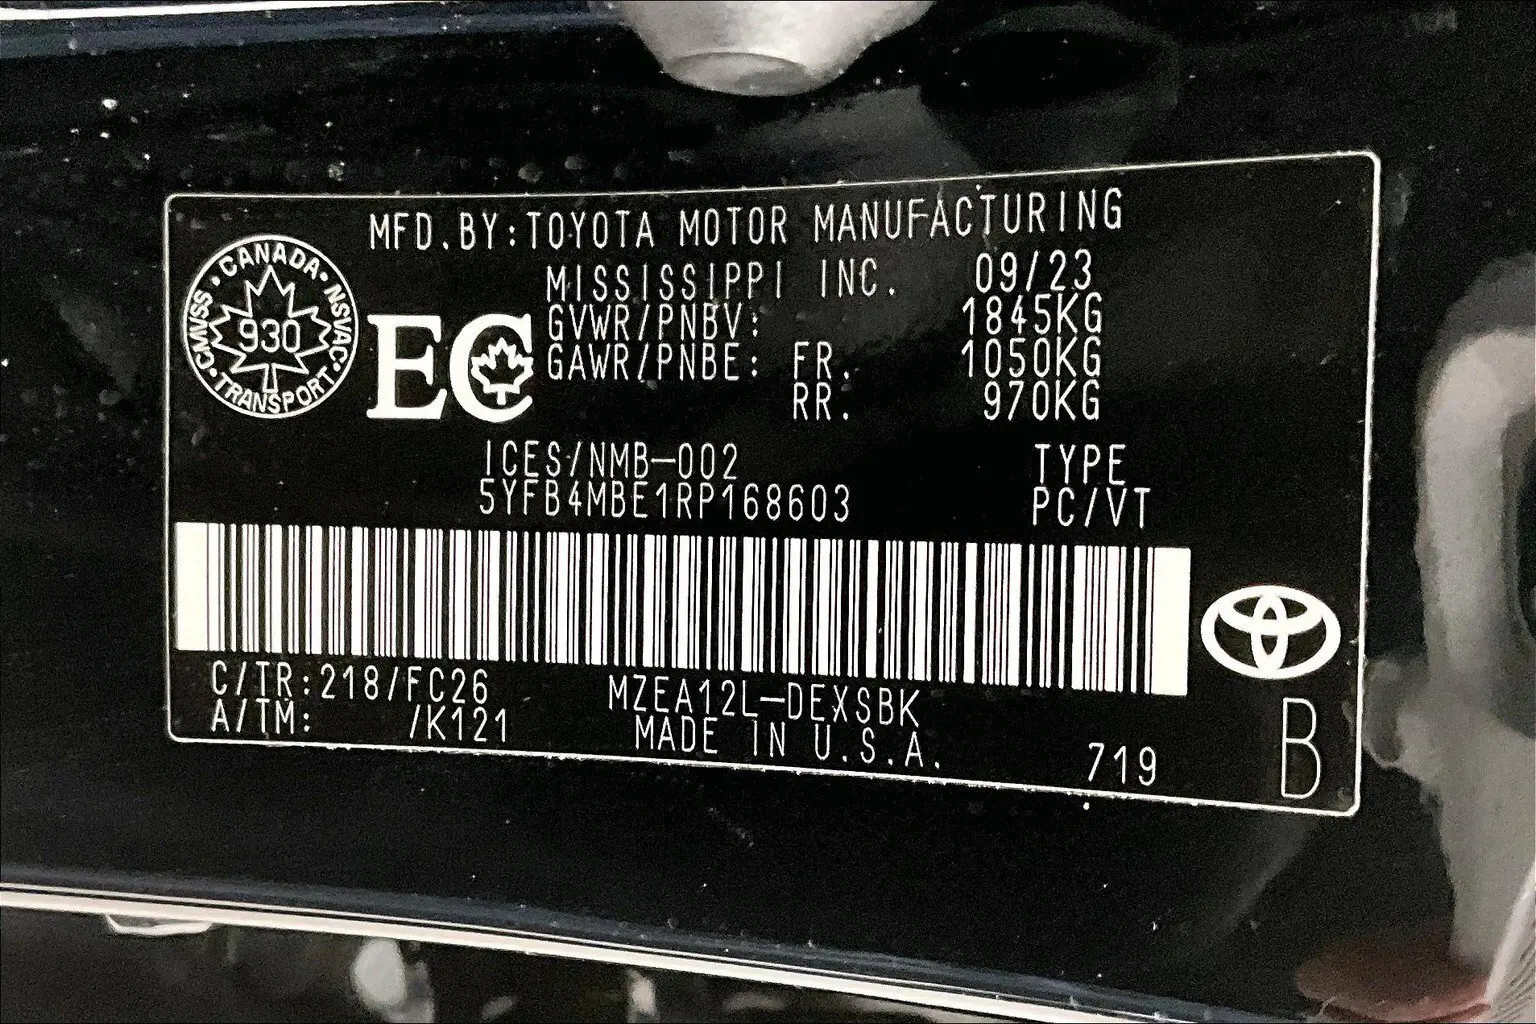 MFD.BY:TOYOTA MOTOR MANUFACTURING
MISSISSIPPI INC. 09/23
GVWR/PNBV: 1845KG
GAWR/PNBE: FR. 1050KG
RR. 970KG
CANADA • NSVAC • TRANSPORT • CMVSS •
930
EC
ICES/NMB-002 TYPE
5YFB4MBE1RP168603 PC/VT
C/TR:218/FC26 MZEA12L-DEXSBK
A/TM: /K121 MADE IN U.S.A. 719 B